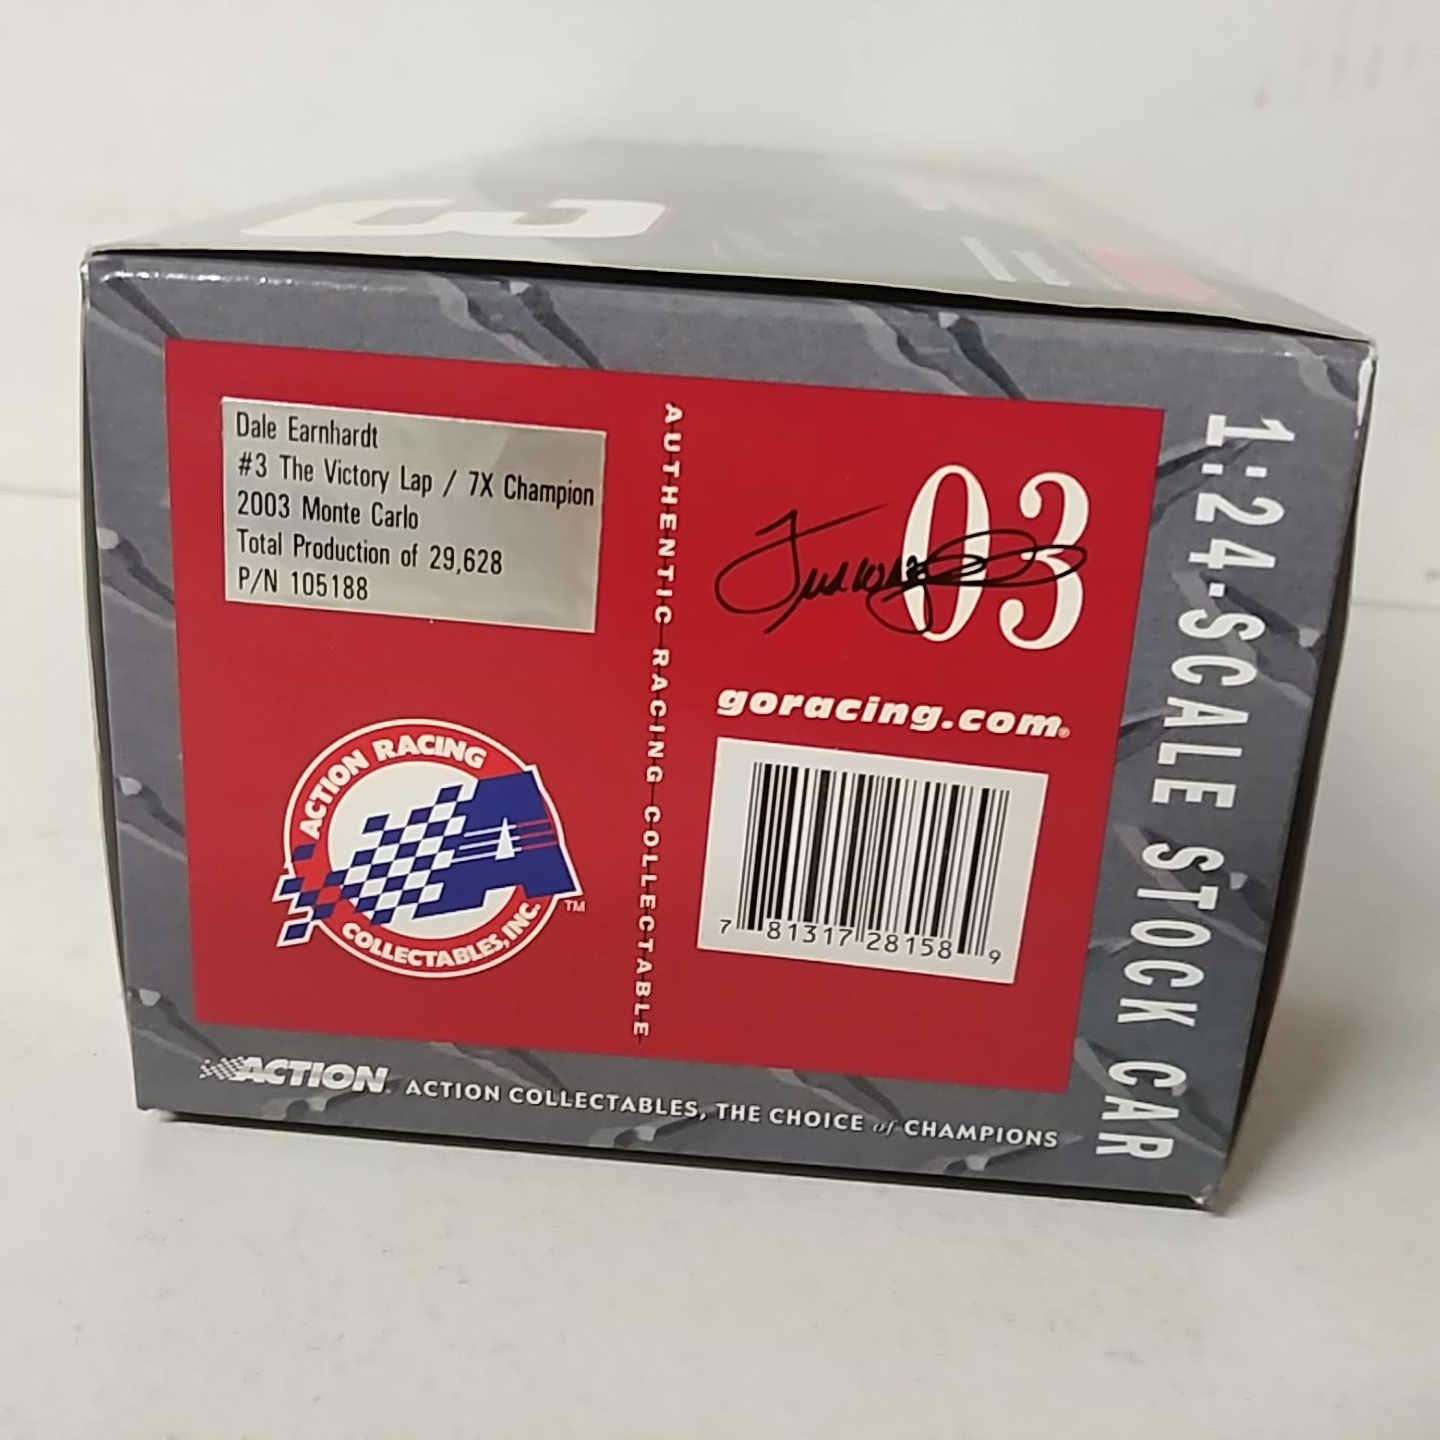 3
Dale Earnhardt
#3 The Victory Lap / 7X Champion
2003 Monte Carlo
Total Production of 29,628
P/N 105188
ACTION RACING
COLLECTABLES, INC.
TM
AUTHENTIC RACING COLLECTABLE
03
goracing.com®
7 81317 28158 9
1:24-SCALE STOCK CAR
ACTION
ACTION COLLECTABLES, THE CHOICE of CHAMPIONS